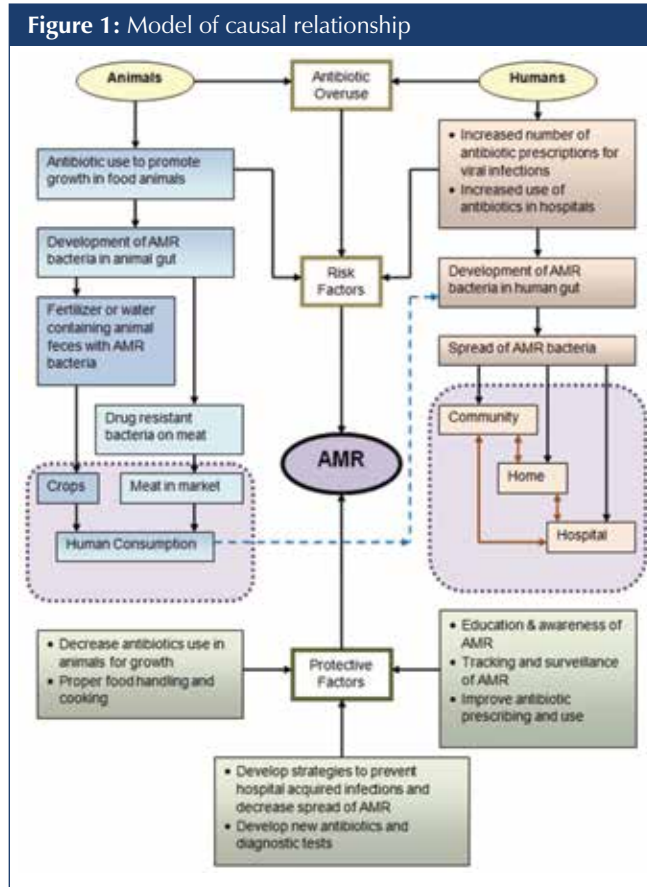 Figure 1: Model of causal relationship
Animals
Antibiotic
Overuse
Humans
Antibiotic use to promote
growth in food animals
• Increased number of
antibiotic prescriptions for
viral infections
• Increased use of
antibiotics in hospitals
Development of AMR
bacteria in animal gut
Risk
Factors
Development of AMR
bacteria in human gut
Fertilizer or water
containing animal
feces with AMR
bacteria
Spread of AMR bacteria
Drug resistant
bacteria on meat
Community
AMR
Home
Crops
Meat in market
Hospital
Human Consumption
• Decrease antibiotics use in
animals for growth
• Proper food handling and
cooking
Protective
Factors
• Education & awareness of
AMR
• Tracking and surveillance
of AMR
• Improve antibiotic
prescribing and use
• Develop strategies to prevent
hospital acquired infections and
decrease spread of AMR
• Develop new antibiotics and
diagnostic tests